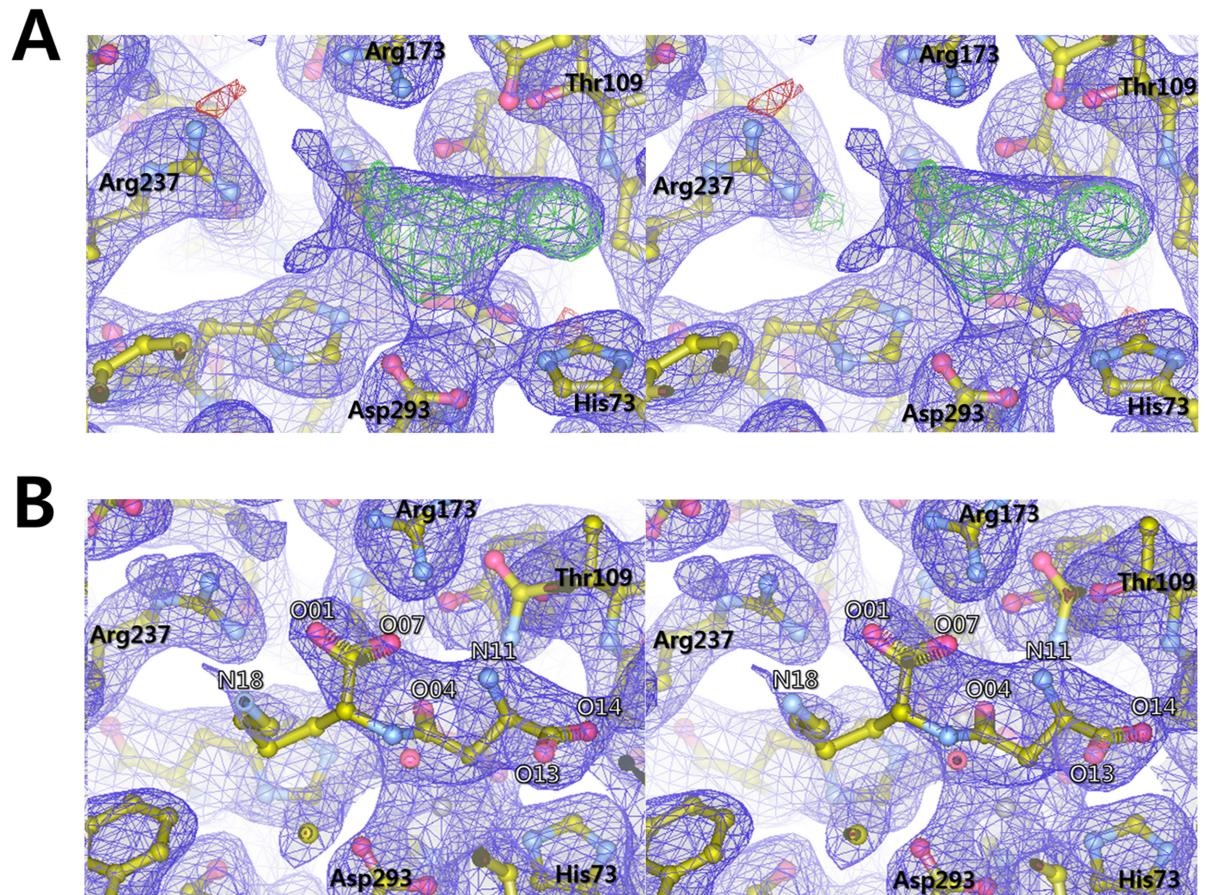 A
Arg173 Arg173
Thr109 Thr109
Arg237 Arg237
Asp293 His73 Asp293 His73
B
Arg173 Arg173
Thr109 Thr109
O01 O07 O01 O07
Arg237 N11 Arg237 N11
N18 O04 O14 N18 O04 O14
O13 O13
Asp293 His73 Asp293 His73